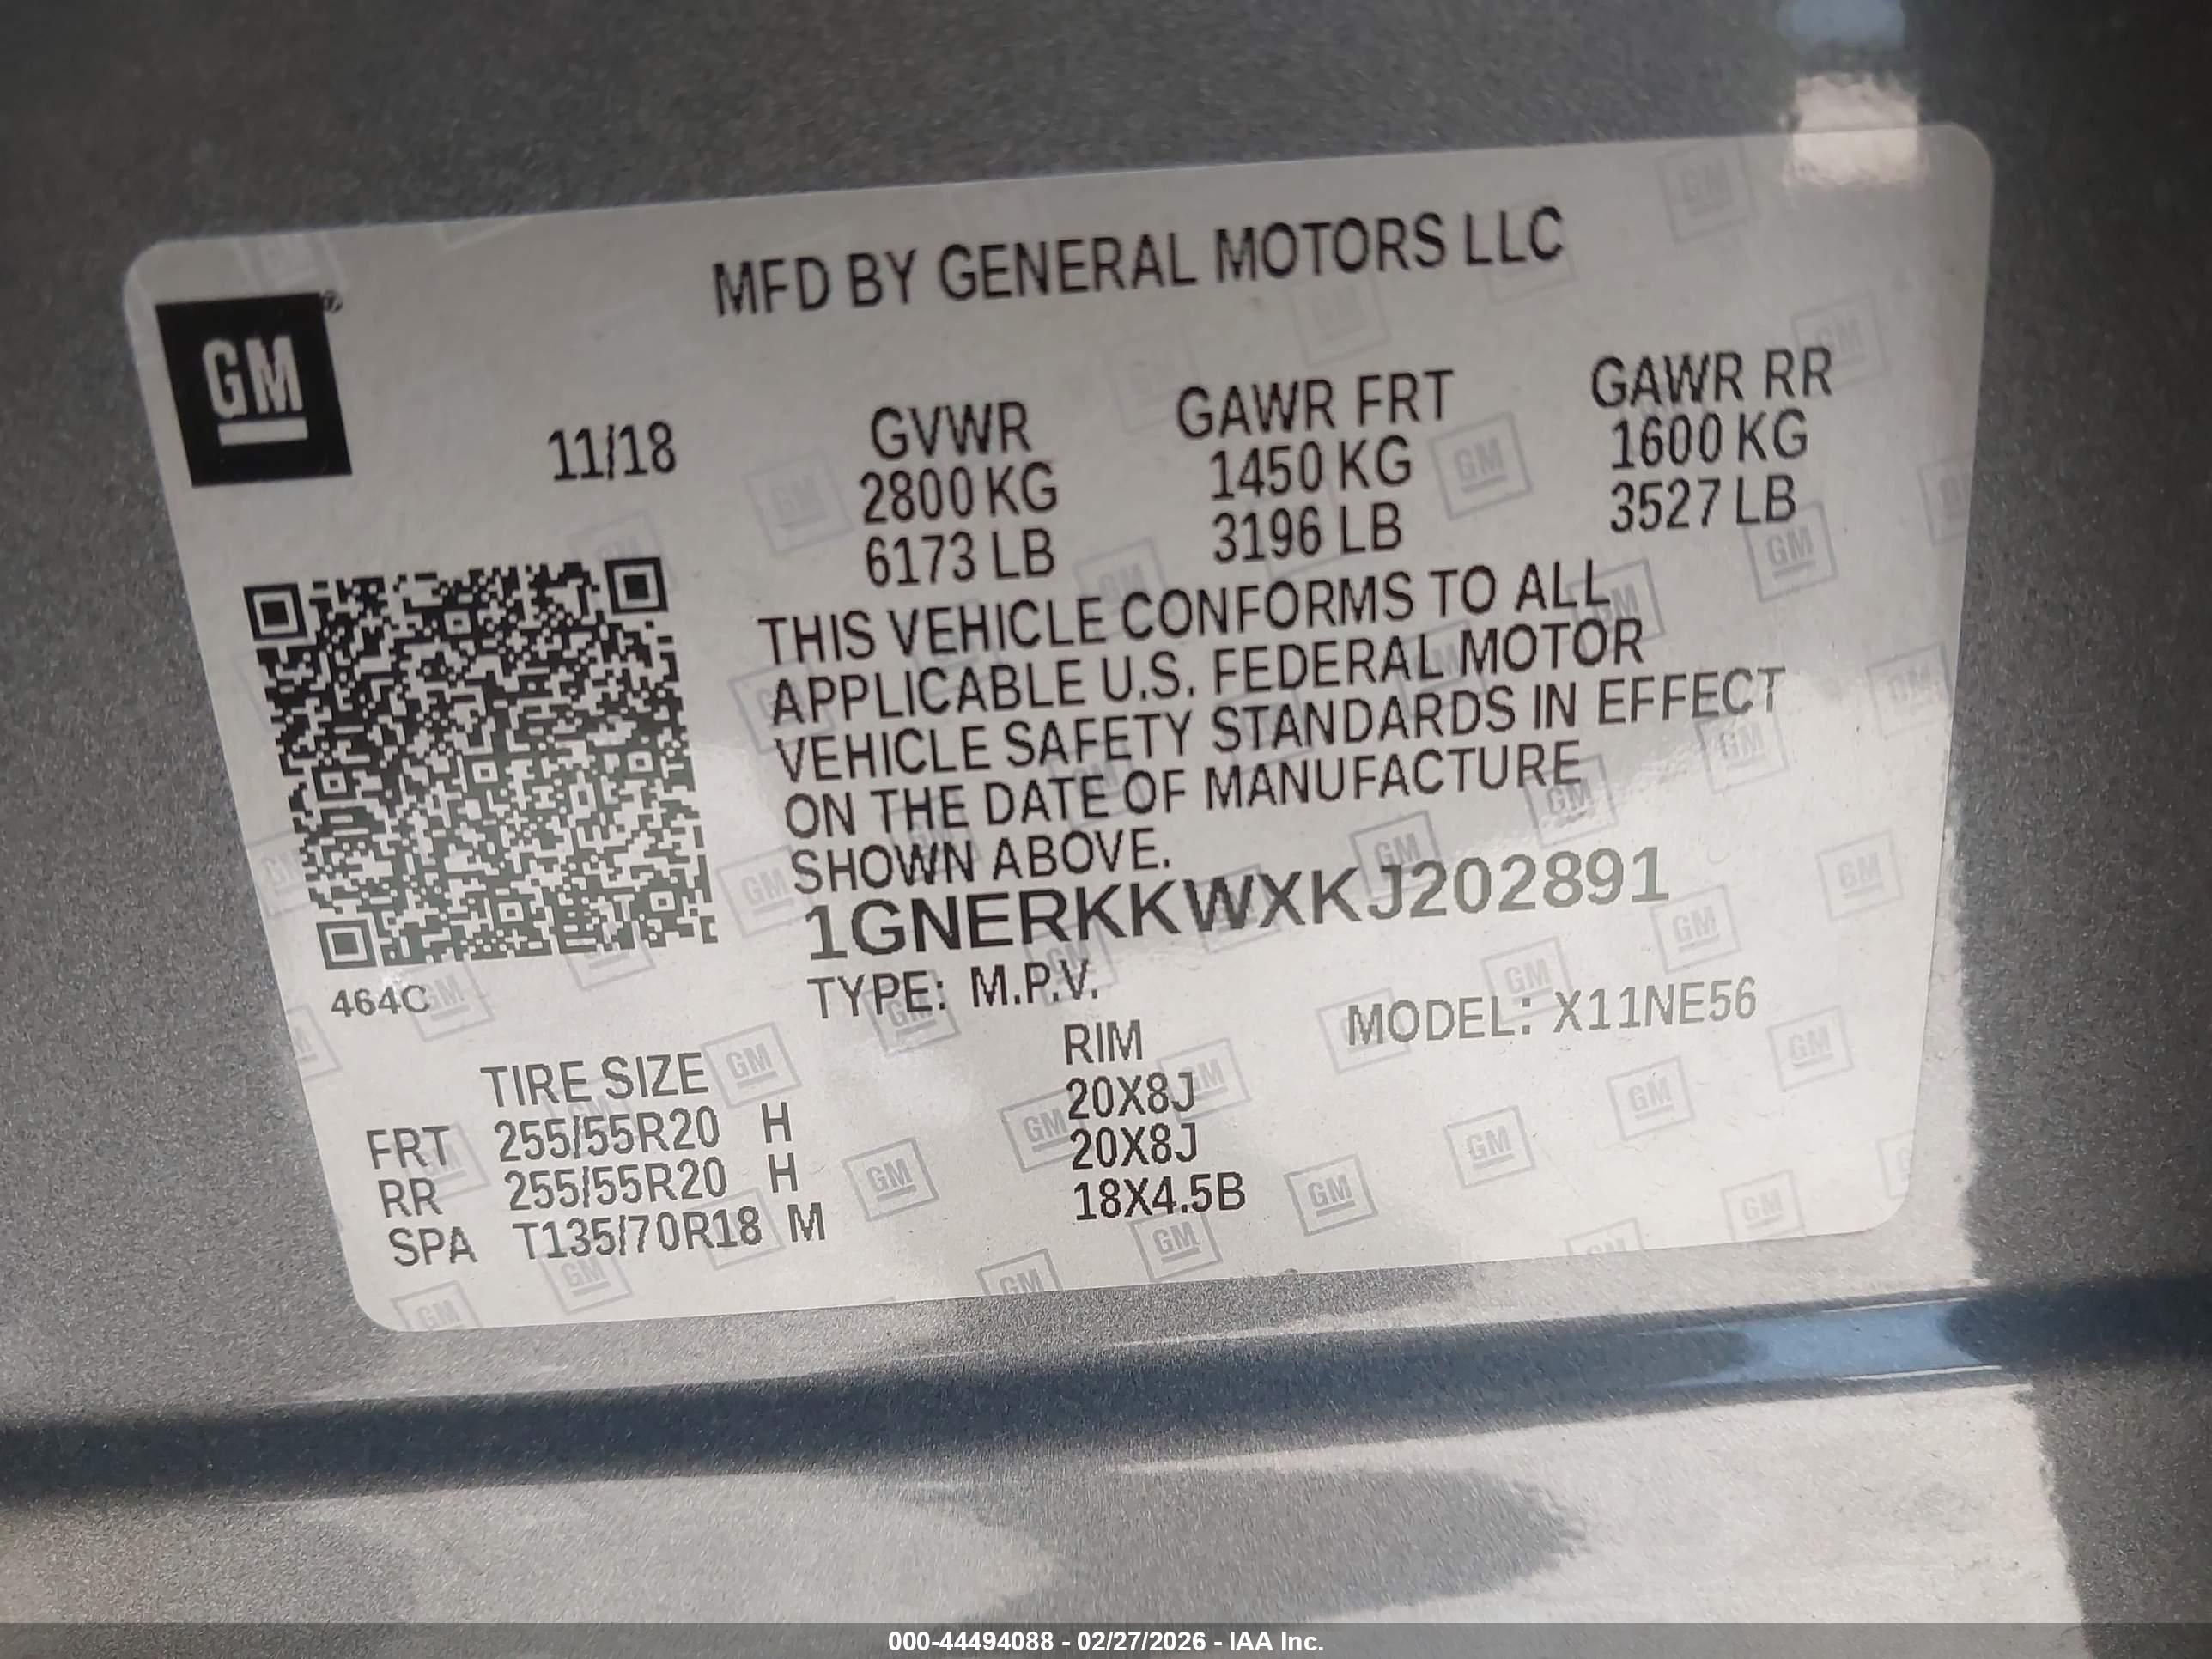 MFD BY GENERAL MOTORS LLC
GM®
11/18
GVWR GAWR FRT GAWR RR
2800 KG 1450 KG 1600 KG
6173 LB 3196 LB 3527 LB
THIS VEHICLE CONFORMS TO ALL
APPLICABLE U.S. FEDERAL MOTOR
VEHICLE SAFETY STANDARDS IN EFFECT
ON THE DATE OF MANUFACTURE
SHOWN ABOVE.
1GNERKKWXKJ202891
464C
TYPE: M.P.V. MODEL: X11NE56
TIRE SIZE RIM
FRT 255/55R20 H 20X8J
RR 255/55R20 H 20X8J
SPA T135/70R18 M 18X4.5B
000-44494088 - 02/27/2026 - IAA Inc.